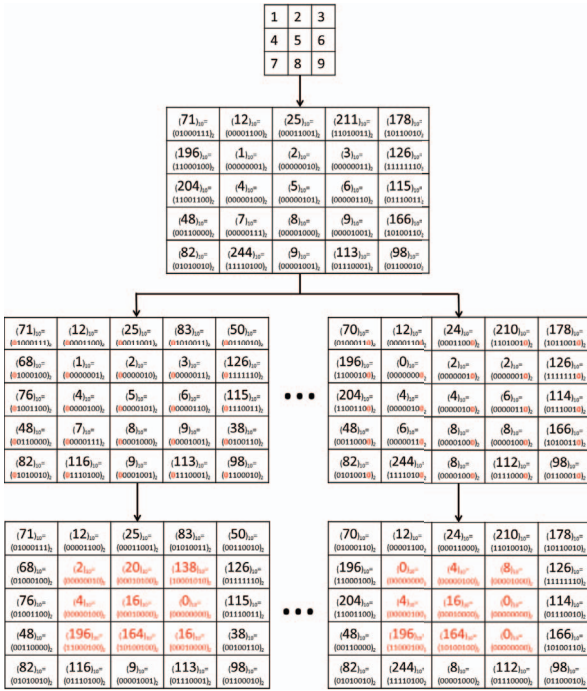 1 2 3
4 5 6
7 8 9
(71)₁₀= (12)₁₀= (25)₁₀= (211)₁₀= (178)₁₀=
(01000111)₂ (00001100)₂ (00011001)₂ (11010011)₂ (10110010)₂
(196)₁₀= (1)₁₀= (2)₁₀= (3)₁₀= (126)₁₀=
(11000100)₂ (00000001)₂ (00000010)₂ (00000011)₂ (11111110)₂
(204)₁₀= (4)₁₀= (5)₁₀= (6)₁₀= (115)₁₀=
(11001100)₂ (00000100)₂ (00000101)₂ (00000110)₂ (01110011)₂
(48)₁₀= (7)₁₀= (8)₁₀= (9)₁₀= (166)₁₀=
(00110000)₂ (00000111)₂ (00001000)₂ (00001001)₂ (10100110)₂
(82)₁₀= (244)₁₀= (9)₁₀= (113)₁₀= (98)₁₀=
(01010010)₂ (11110100)₂ (00001001)₂ (01110001)₂ (01100010)₂
(71)₁₀= (12)₁₀= (25)₁₀= (83)₁₀= (50)₁₀=
(01000111)₂ (00001100)₂ (00011001)₂ (01010011)₂ (00110010)₂
(68)₁₀= (1)₁₀= (2)₁₀= (3)₁₀= (126)₁₀=
(01000100)₂ (00000001)₂ (00000010)₂ (00000011)₂ (01111110)₂
(76)₁₀= (4)₁₀= (5)₁₀= (6)₁₀= (115)₁₀=
(01001100)₂ (00000100)₂ (00000101)₂ (00000110)₂ (01110011)₂
(48)₁₀= (7)₁₀= (8)₁₀= (9)₁₀= (38)₁₀=
(00110000)₂ (00000111)₂ (00001000)₂ (00001001)₂ (00100110)₂
(82)₁₀= (116)₁₀= (9)₁₀= (113)₁₀= (98)₁₀=
(01010010)₂ (01110100)₂ (00001001)₂ (01110001)₂ (01100010)₂
...
(70)₁₀= (12)₁₀= (24)₁₀= (210)₁₀= (178)₁₀=
(01000110)₂ (00001100)₂ (00011000)₂ (11010010)₂ (10110010)₂
(196)₁₀= (0)₁₀= (2)₁₀= (2)₁₀= (126)₁₀=
(11000100)₂ (00000000)₂ (00000010)₂ (00000010)₂ (11111110)₂
(204)₁₀= (4)₁₀= (4)₁₀= (6)₁₀= (114)₁₀=
(11001100)₂ (00000100)₂ (00000100)₂ (00000110)₂ (01110010)₂
(48)₁₀= (6)₁₀= (8)₁₀= (8)₁₀= (166)₁₀=
(00110000)₂ (00000110)₂ (00001000)₂ (00001000)₂ (10100110)₂
(82)₁₀= (244)₁₀= (8)₁₀= (112)₁₀= (98)₁₀=
(01010010)₂ (11110100)₂ (00001000)₂ (01110000)₂ (01100010)₂
(71)₁₀= (12)₁₀= (25)₁₀= (83)₁₀= (50)₁₀=
(01000111)₂ (00001100)₂ (00011001)₂ (01010011)₂ (00110010)₂
(68)₁₀= (2)₁₀= (20)₁₀= (138)₁₀= (126)₁₀=
(01000100)₂ (00000010)₂ (00010100)₂ (10001010)₂ (01111110)₂
(76)₁₀= (4)₁₀= (16)₁₀= (0)₁₀= (115)₁₀=
(01001100)₂ (00000100)₂ (00010000)₂ (00000000)₂ (01110011)₂
(48)₁₀= (196)₁₀= (164)₁₀= (16)₁₀= (38)₁₀=
(00110000)₂ (11000100)₂ (10100100)₂ (00010000)₂ (00100110)₂
(82)₁₀= (116)₁₀= (9)₁₀= (113)₁₀= (98)₁₀=
(01010010)₂ (01110100)₂ (00001001)₂ (01110001)₂ (01100010)₂
...
(70)₁₀= (12)₁₀= (24)₁₀= (210)₁₀= (178)₁₀=
(01000110)₂ (00001100)₂ (00011000)₂ (11010010)₂ (10110010)₂
(196)₁₀= (0)₁₀= (4)₁₀= (8)₁₀= (126)₁₀=
(11000100)₂ (00000000)₂ (00000100)₂ (00001000)₂ (11111110)₂
(204)₁₀= (4)₁₀= (16)₁₀= (0)₁₀= (114)₁₀=
(11001100)₂ (00000100)₂ (00010000)₂ (00000000)₂ (01110010)₂
(48)₁₀= (196)₁₀= (164)₁₀= (0)₁₀= (166)₁₀=
(00110000)₂ (11000100)₂ (10100100)₂ (00000000)₂ (10100110)₂
(82)₁₀= (244)₁₀= (8)₁₀= (112)₁₀= (98)₁₀=
(01010010)₂ (11110100)₂ (00001000)₂ (01110000)₂ (01100010)₂